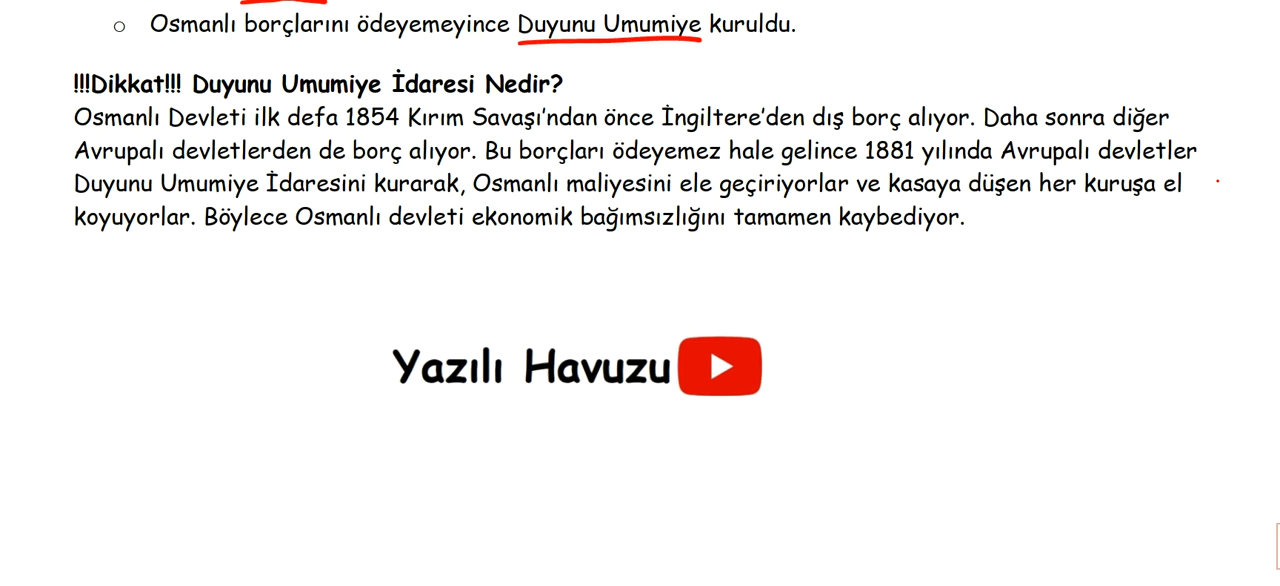 o Osmanlı borçlarını ödeyemeyince Duyunu Umumiye kuruldu.
!!!Dikkat!!! Duyunu Umumiye İdaresi Nedir?
Osmanlı Devleti ilk defa 1854 Kırım Savaşı’ndan önce İngiltere’den dış borç alıyor. Daha sonra diğer
Avrupalı devletlerden de borç alıyor. Bu borçları ödeyemez hale gelince 1881 yılında Avrupalı devletler
Duyunu Umumiye İdaresini kurarak, Osmanlı maliyesini ele geçiriyorlar ve kasaya düşen her kuruşa el
koyuyorlar. Böylece Osmanlı devleti ekonomik bağımsızlığını tamamen kaybediyor.
Yazılı Havuzu